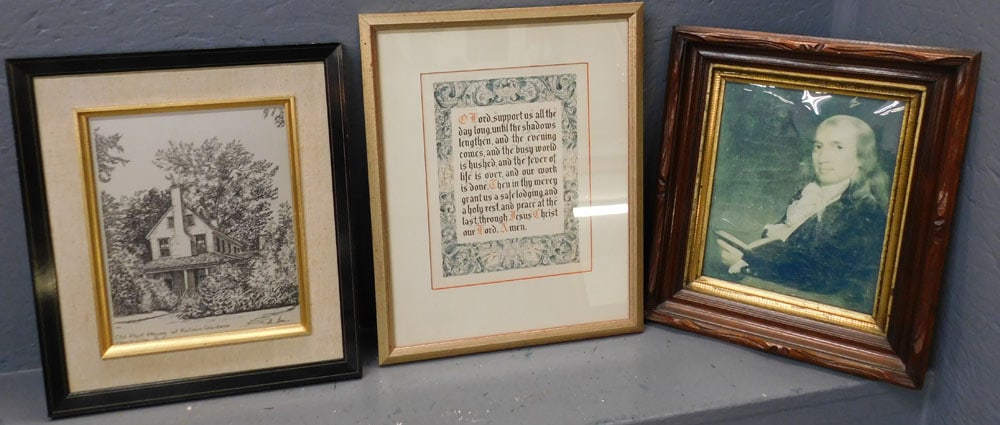 O Lord, support us all the
day long, until the shadows
lengthen, and the evening
comes, and the busy world
is hushed, and the fever of
life is over, and our work
is done. Then in thy mercy
grant us a safe lodging, and
a holy rest, and peace at the
last, through Jesus Christ
our Lord. Amen.
at
Gardens